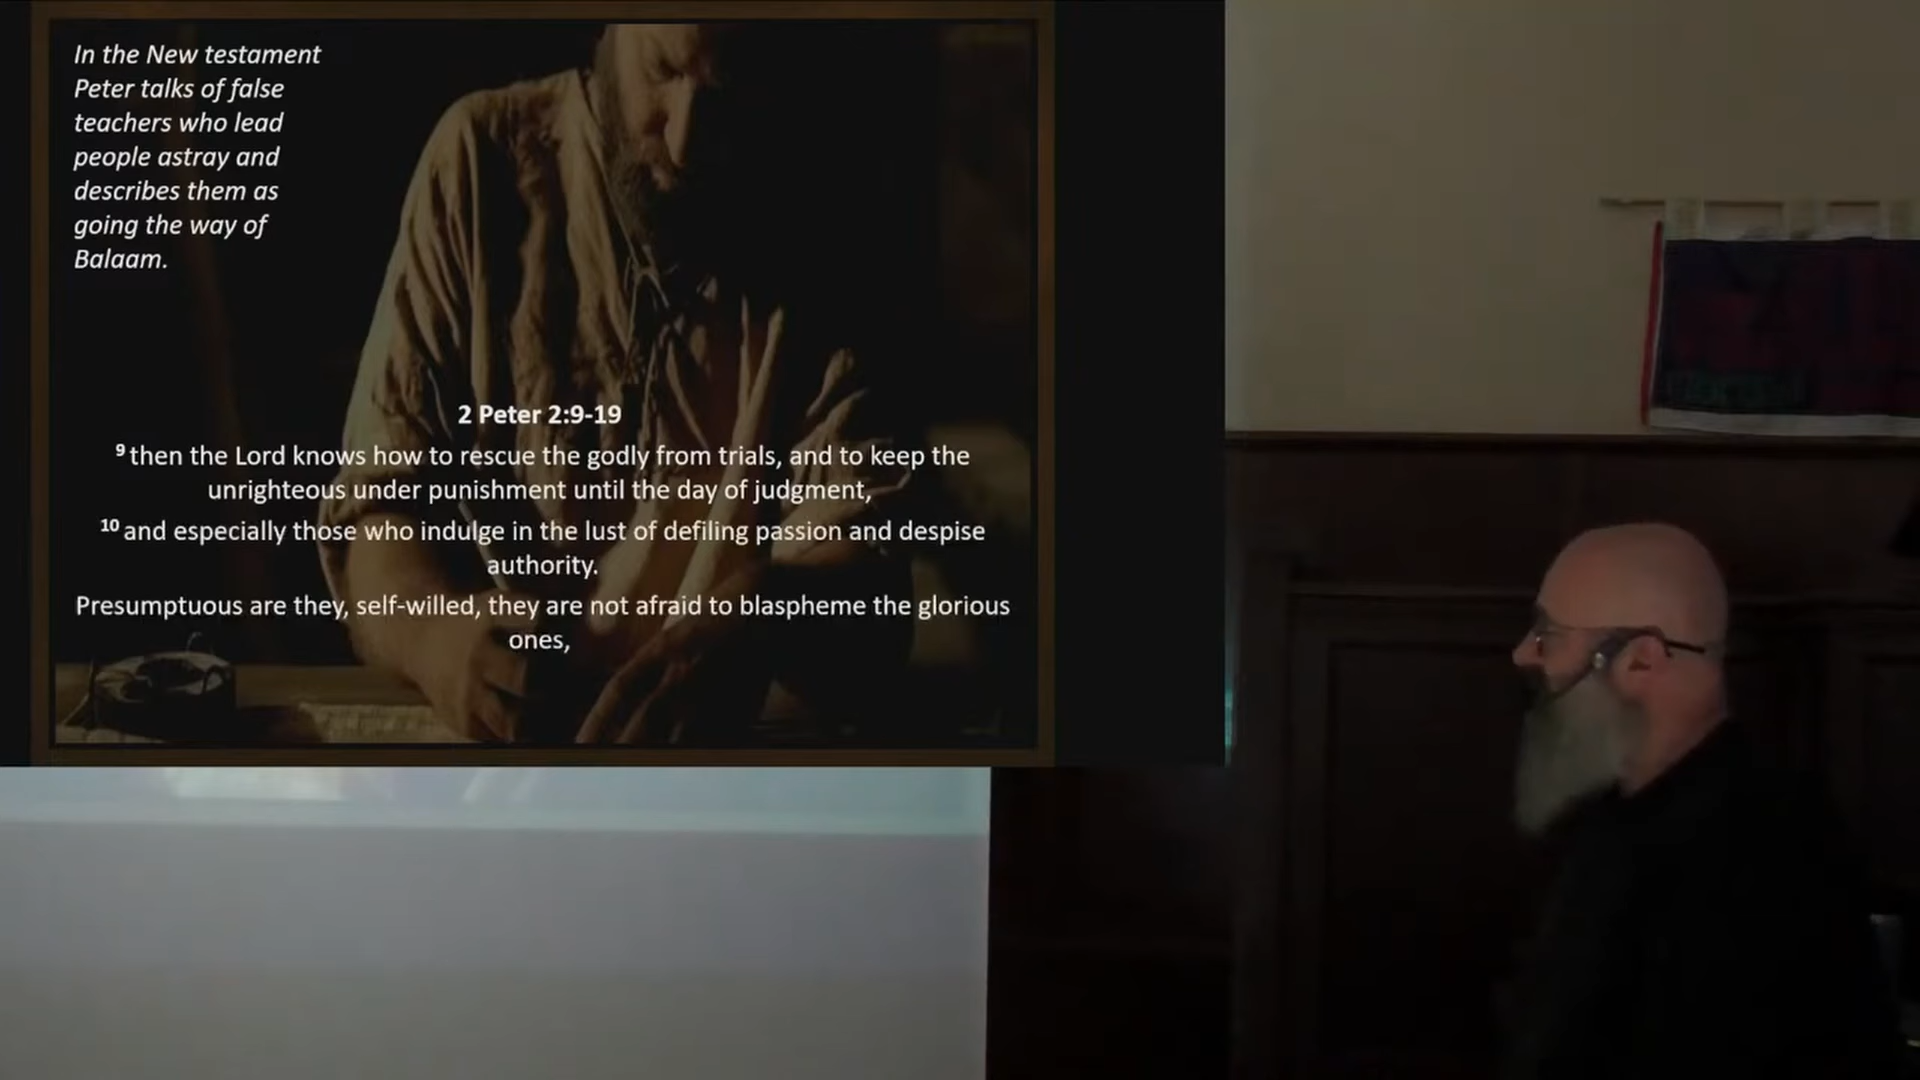 In the New testament
Peter talks of false
teachers who lead
people astray and
describes them as
going the way of
Balaam.
2 Peter 2:9-19
9 then the Lord knows how to rescue the godly from trials, and to keep the
unrighteous under punishment until the day of judgment,
10 and especially those who indulge in the lust of defiling passion and despise
authority.
Presumptuous are they, self-willed, they are not afraid to blaspheme the glorious
ones,